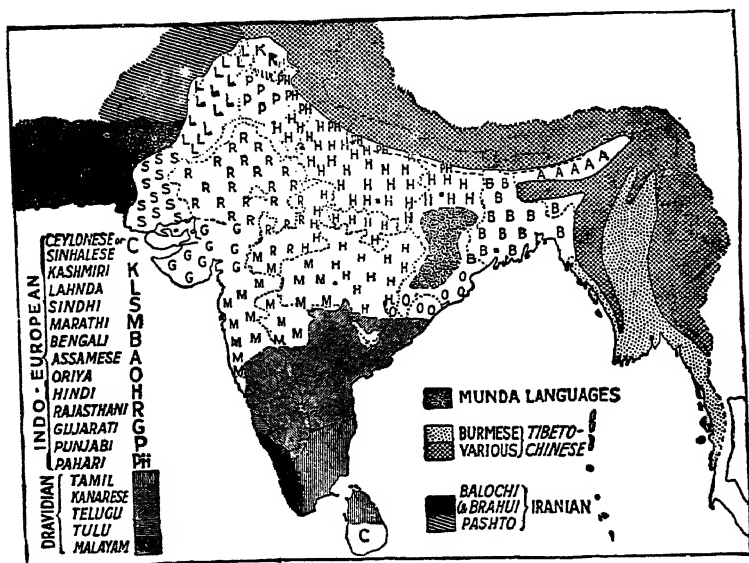 INDO-EUROPEAN
CEYLONESE or SINHALESE C
KASHMIRI K
LAHNDA L
SINDHI S
MARATHI M
BENGALI B
ASSAMESE A
ORIYA O
HINDI H
RAJASTHANI R
GUJARATI G
PUNJABI P
PAHARI PH
DRAVIDIAN
TAMIL
KANARESE
TELUGU
TULU
MALAYAM
MUNDA LANGUAGES
BURMESE
VARIOUS
TIBETO-
CHINESE
BALOCHI
(& BRAHUI
PASHTO
IRANIAN
C